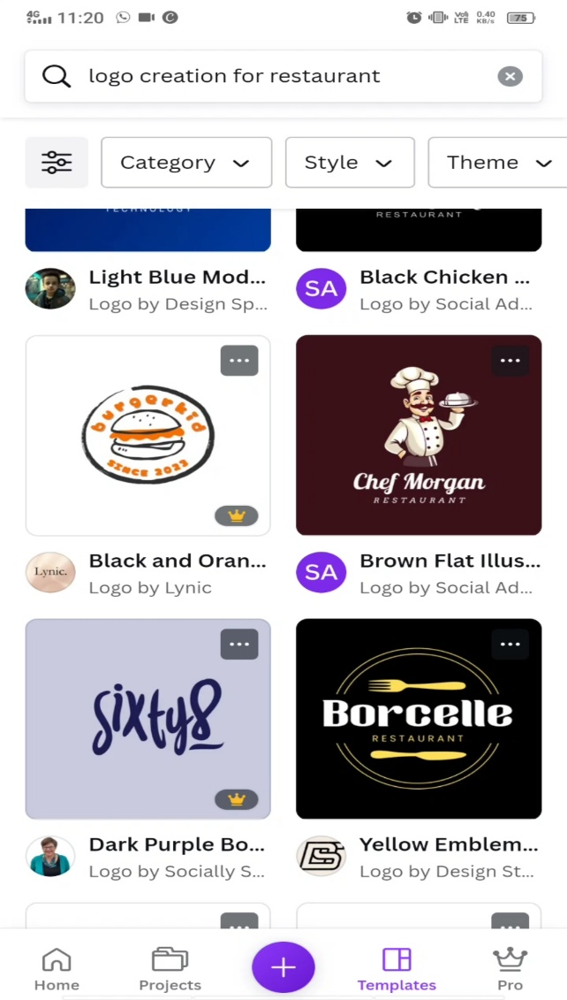 4G 11:20 Vo) LTE 0.40 KB/s 75
logo creation for restaurant
Category Style Theme
TECHNOLOGY RESTAURANT
Light Blue Mod... Black Chicken ...
Logo by Design Sp... Logo by Social Ad...
SA
burgerkid
SINCE 2023
Chef Morgan
RESTAURANT
Lynic.
Black and Oran... Brown Flat Illus...
Logo by Lynic Logo by Social Ad...
SA
sixty8
Borcelle
RESTAURANT
Dark Purple Bo... Yellow Emblem...
Logo by Socially S... Logo by Design St...
Home Projects Templates Pro